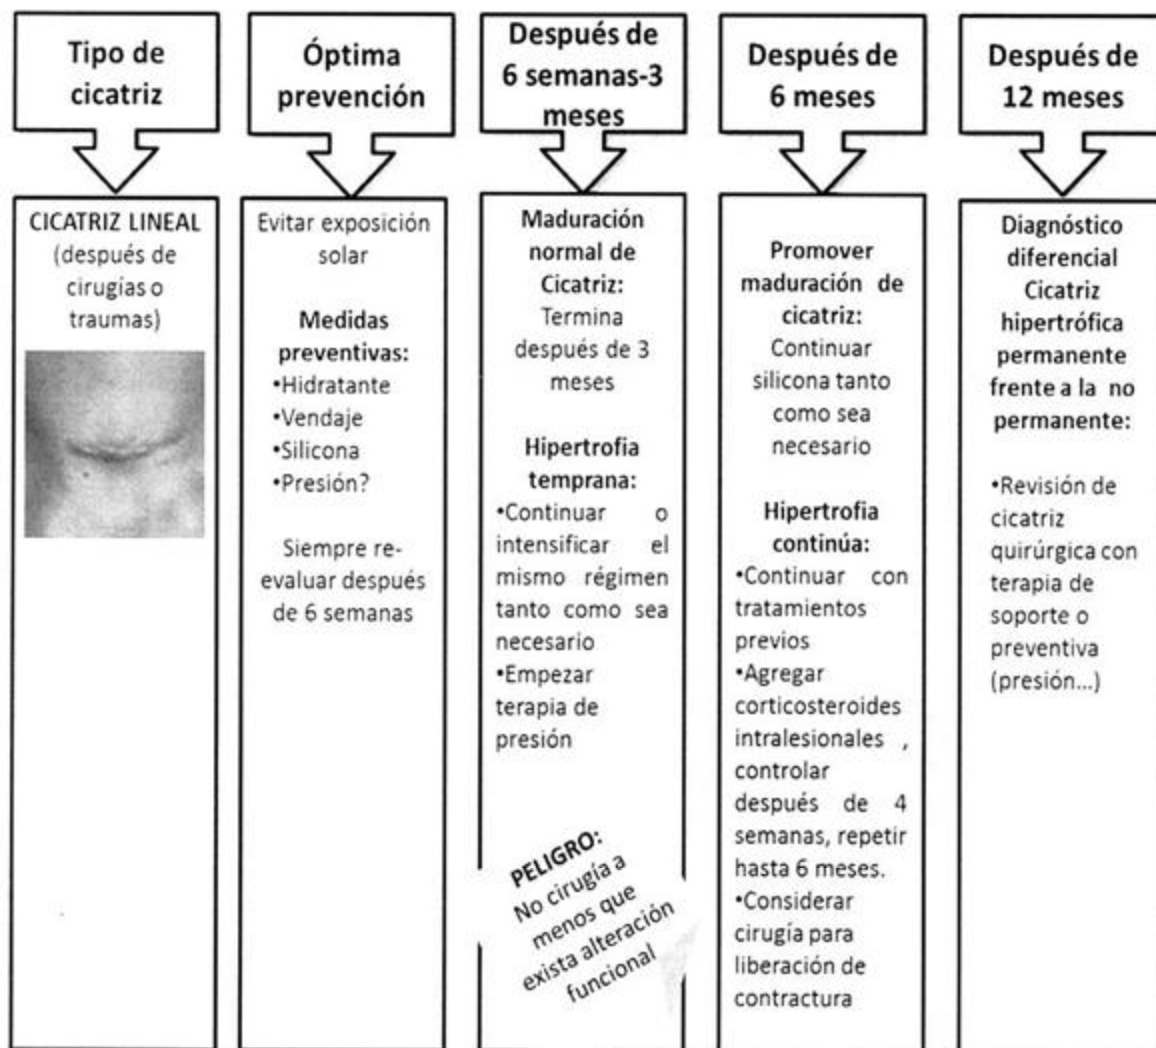 Tipo de
cicatriz
CICATRIZ LINEAL
(después de
cirugías o
traumas)
Óptima
prevención
Evitar exposición
solar
Medidas
preventivas:
•Hidratante
•Vendaje
•Silicona
•Presión?
Siempre re-
evaluar después
de 6 semanas
Después de
6 semanas-3
meses
Maduración
normal de
Cicatriz:
Termina
después de 3
meses
Hipertrofia
temprana:
•Continuar o
intensificar el
mismo régimen
tanto como sea
necesario
•Empezar
terapia de
presión
PELIGRO:
No cirugía a
menos que
exista alteración
funcional
Después de
6 meses
Promover
maduración de
cicatriz:
Continuar
silicona tanto
como sea
necesario
Hipertrofia
continúa:
•Continuar con
tratamientos
previos
•Agregar
corticosteroides
intralesionales ,
controlar
después de 4
semanas, repetir
hasta 6 meses.
•Considerar
cirugía para
liberación de
contractura
Después de
12 meses
Diagnóstico
diferencial
Cicatriz
hipertrófica
permanente
frente a la no
permanente:
•Revisión de
cicatriz
quirúrgica con
terapia de
soporte o
preventiva
(presión...)